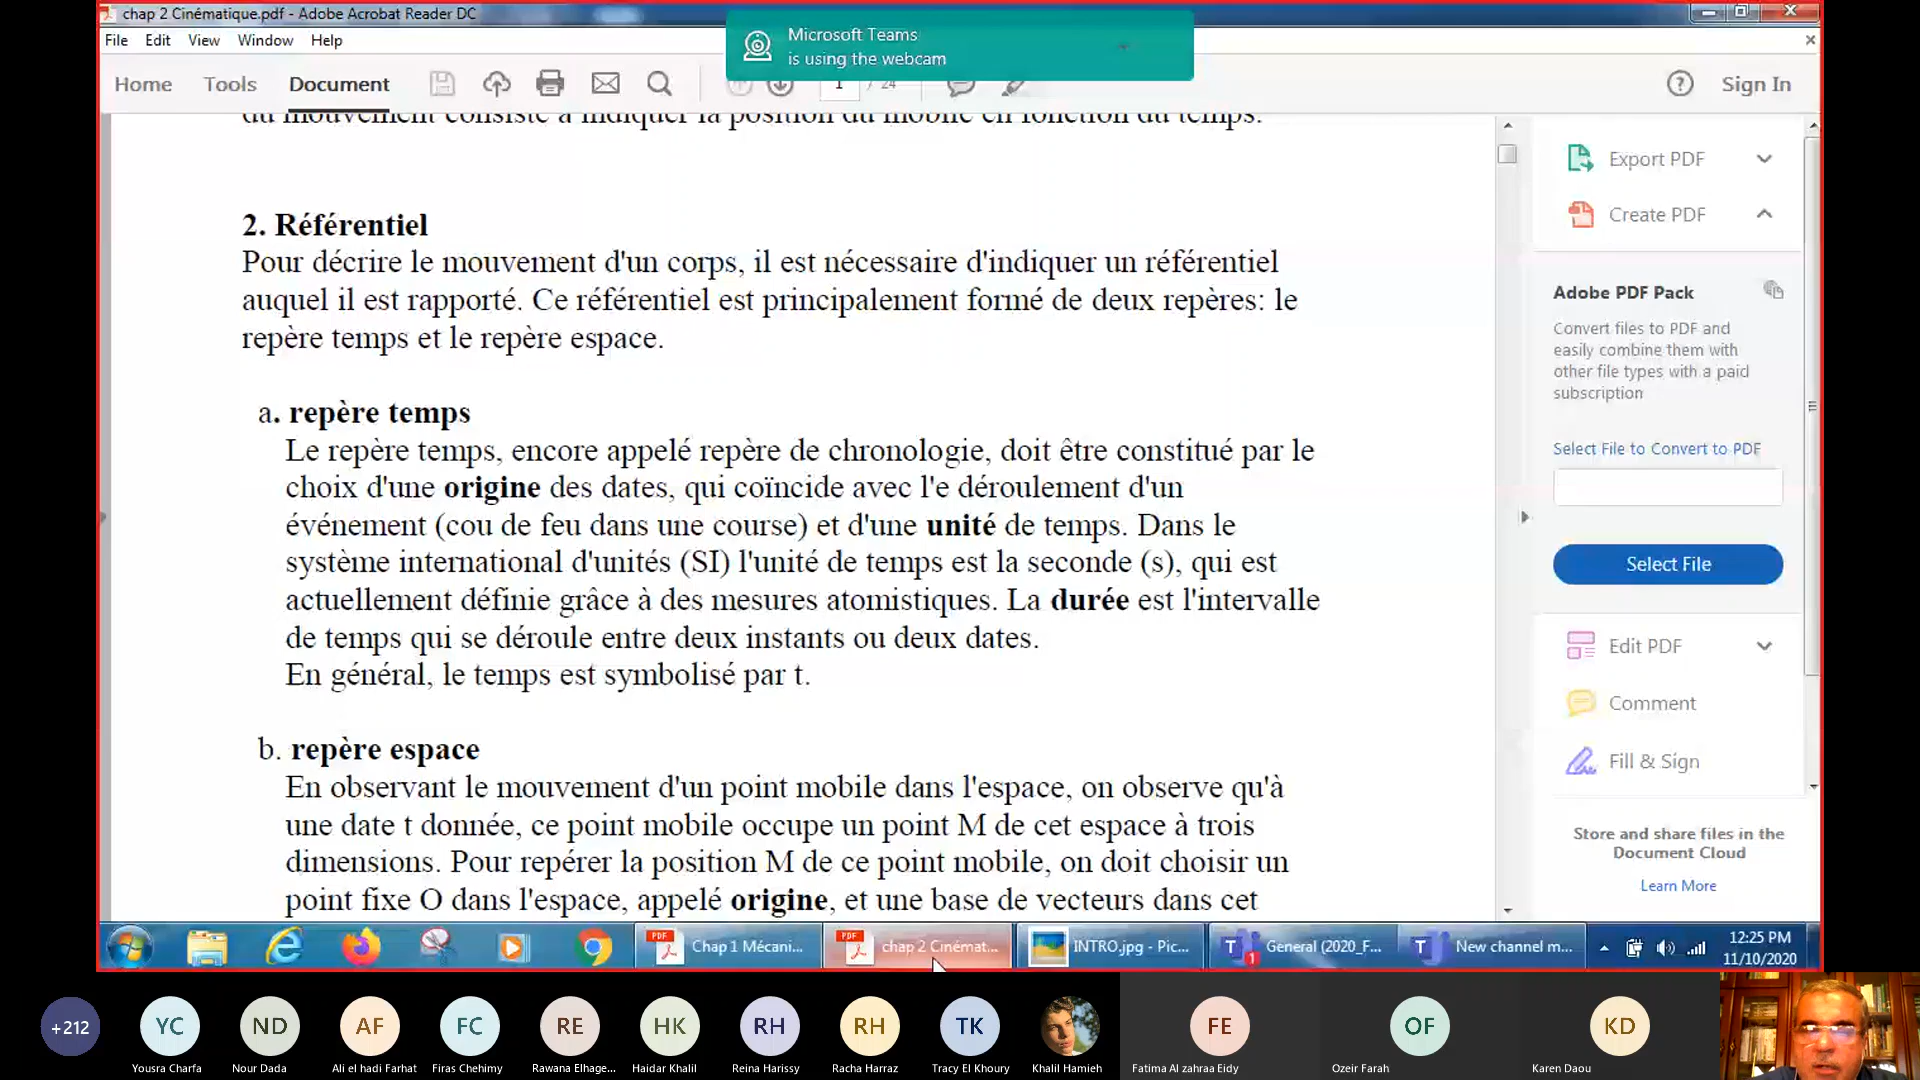 chap 2 Cinématique.pdf - Adobe Acrobat Reader DC
File Edit View Window Help
Microsoft Teams
is using the webcam
Home Tools Document
1 / 24
Sign In
du mouvement consiste à indiquer la position du mobile en fonction du temps.
2. Référentiel
Pour décrire le mouvement d'un corps, il est nécessaire d'indiquer un référentiel
auquel il est rapporté. Ce référentiel est principalement formé de deux repères: le
repère temps et le repère espace.
a. repère temps
Le repère temps, encore appelé repère de chronologie, doit être constitué par le
choix d'une origine des dates, qui coïncide avec l'e déroulement d'un
événement (cou de feu dans une course) et d'une unité de temps. Dans le
système international d'unités (SI) l'unité de temps est la seconde (s), qui est
actuellement définie grâce à des mesures atomistiques. La durée est l'intervalle
de temps qui se déroule entre deux instants ou deux dates.
En général, le temps est symbolisé par t.
b. repère espace
En observant le mouvement d'un point mobile dans l'espace, on observe qu'à
une date t donnée, ce point mobile occupe un point M de cet espace à trois
dimensions. Pour repérer la position M de ce point mobile, on doit choisir un
point fixe O dans l'espace, appelé origine, et une base de vecteurs dans cet
Export PDF
Create PDF
Adobe PDF Pack
Convert files to PDF and
easily combine them with
other file types with a paid
subscription
Select File to Convert to PDF
Select File
Edit PDF
Comment
Fill & Sign
Store and share files in the
Document Cloud
Learn More
Chap 1 Mécani...
chap 2 Cinémat...
INTRO.jpg - Pic...
General (2020_F...
New channel m...
12:25 PM
11/10/2020
+212 YC ND AF FC RE HK RH RH TK FE OF KD
Yousra Charfa Nour Dada Ali el hadi Farhat Firas Chehimy Rawana Elhage... Haidar Khalil Reina Harissy Racha Harraz Tracy El Khoury Khalil Hamieh Fatima Al zahraa Eidy Ozeir Farah Karen Daou